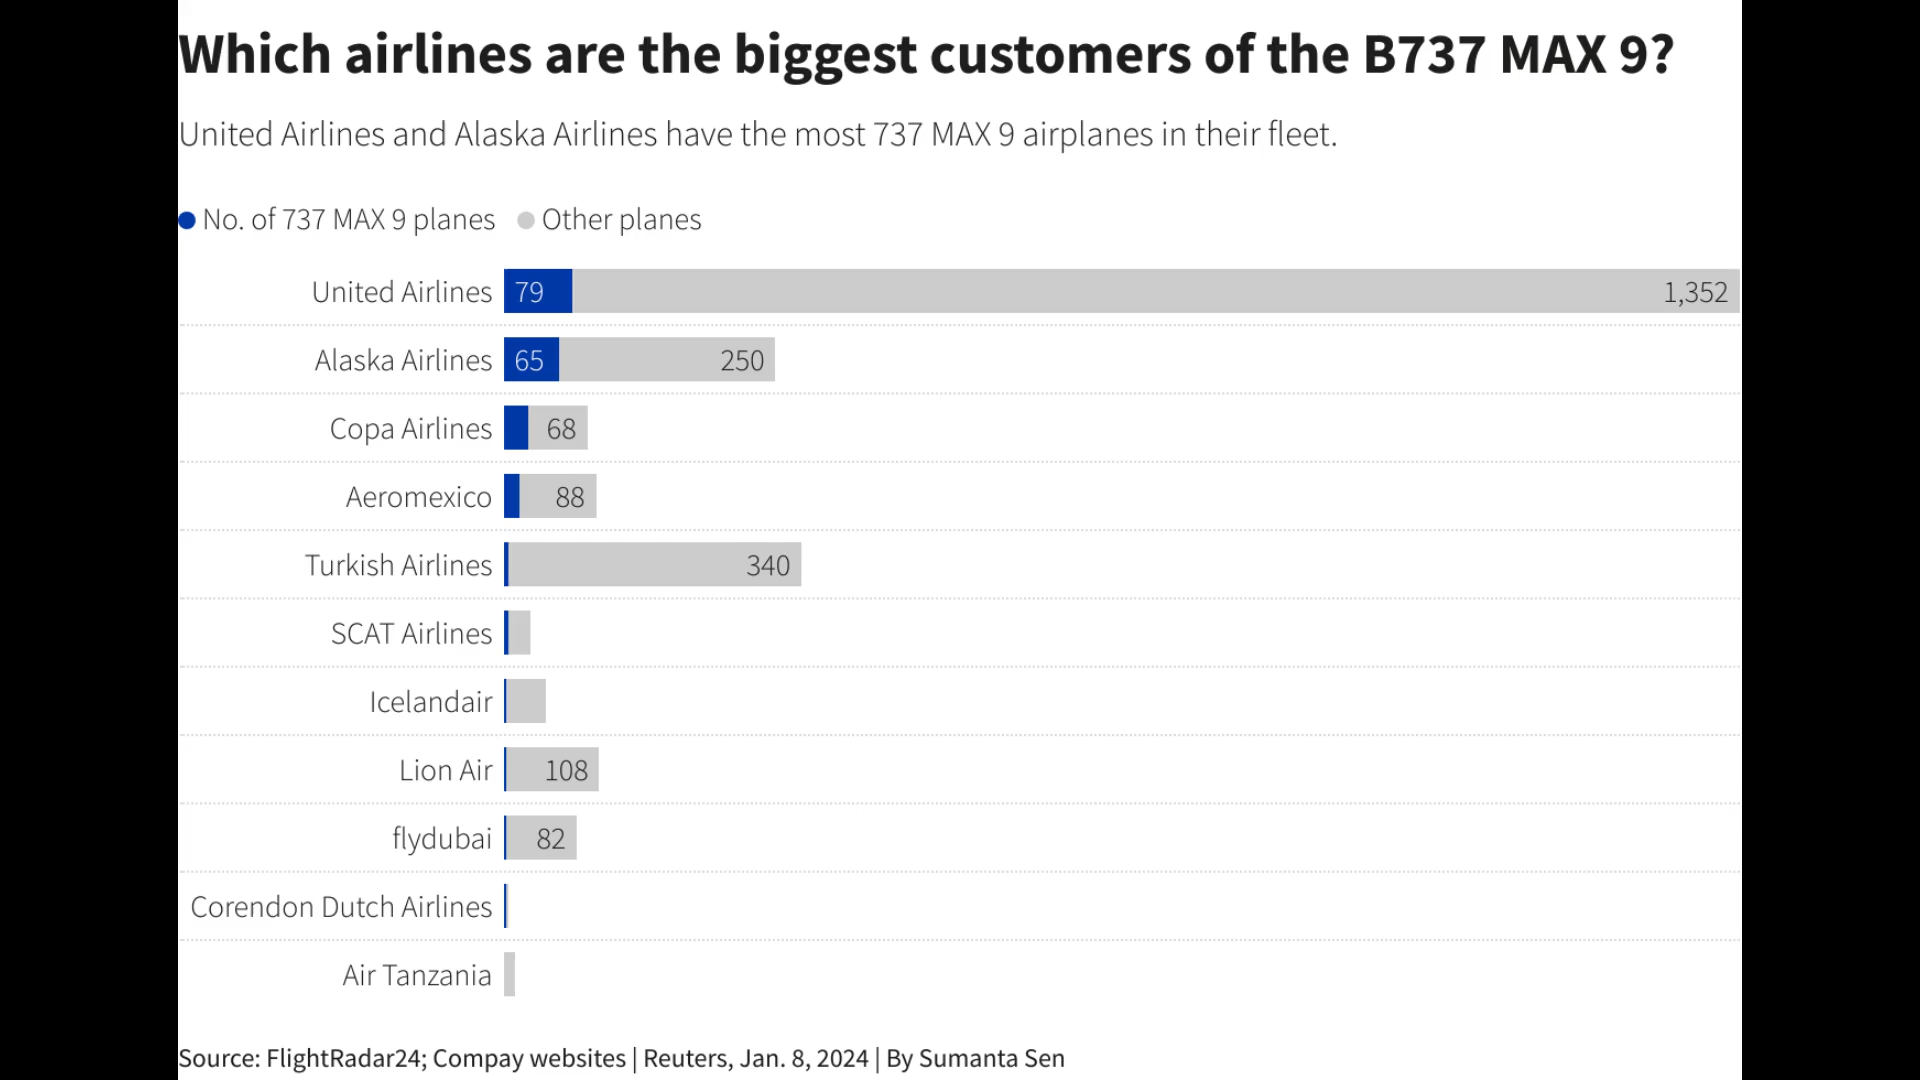 Which airlines are the biggest customers of the B737 MAX 9?
United Airlines and Alaska Airlines have the most 737 MAX 9 airplanes in their fleet.
No. of 737 MAX 9 planes Other planes
United Airlines 79 1,352
Alaska Airlines 65 250
Copa Airlines 68
Aeromexico 88
Turkish Airlines 340
SCAT Airlines
Icelandair
Lion Air 108
flydubai 82
Corendon Dutch Airlines
Air Tanzania
Source: FlightRadar24; Compay websites | Reuters, Jan. 8, 2024 | By Sumanta Sen